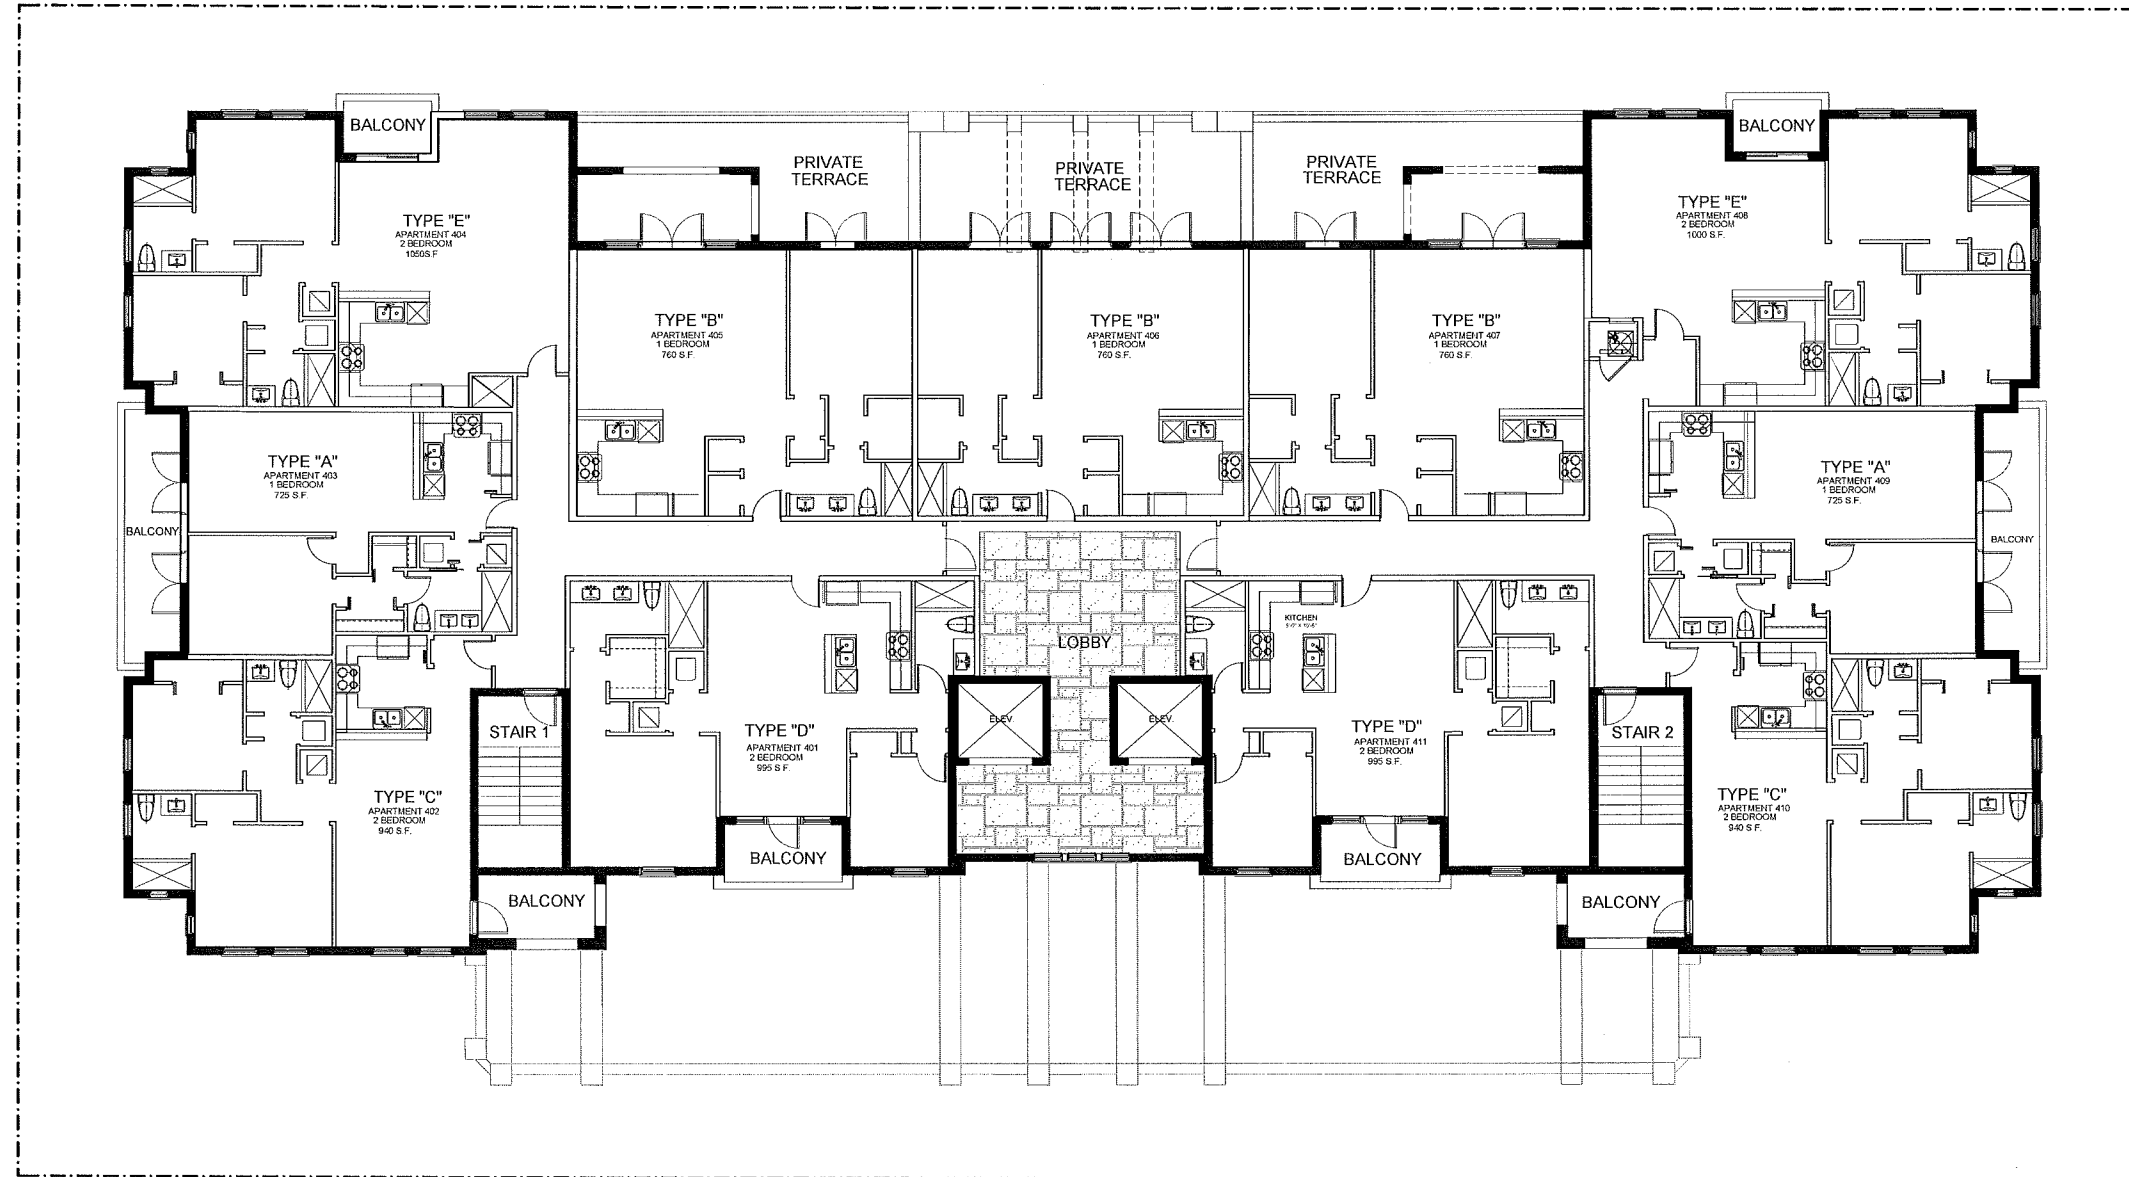 BALCONY
BALCONY
PRIVATE
TERRACE
PRIVATE
TERRACE
PRIVATE
TERRACE
TYPE "E"
APARTMENT 404
2 BEDROOM
1050S.F
TYPE "E"
APARTMENT 408
2 BEDROOM
1000 S.F.
TYPE "B"
APARTMENT 405
1 BEDROOM
760 S.F.
TYPE "B"
APARTMENT 406
1 BEDROOM
760 S.F.
TYPE "B"
APARTMENT 407
1 BEDROOM
760 S.F.
TYPE "A"
APARTMENT 403
1 BEDROOM
725 S.F.
TYPE "A"
APARTMENT 409
1 BEDROOM
725 S.F.
BALCONY
BALCONY
KITCHEN
LOBBY
ELEV.
ELEV.
STAIR 1
TYPE "D"
APARTMENT 401
2 BEDROOM
995 S.F.
TYPE "D"
APARTMENT 411
2 BEDROOM
995 S.F.
STAIR 2
TYPE "C"
APARTMENT 402
2 BEDROOM
940 S.F.
TYPE "C"
APARTMENT 410
2 BEDROOM
940 S.F.
BALCONY
BALCONY
BALCONY
BALCONY